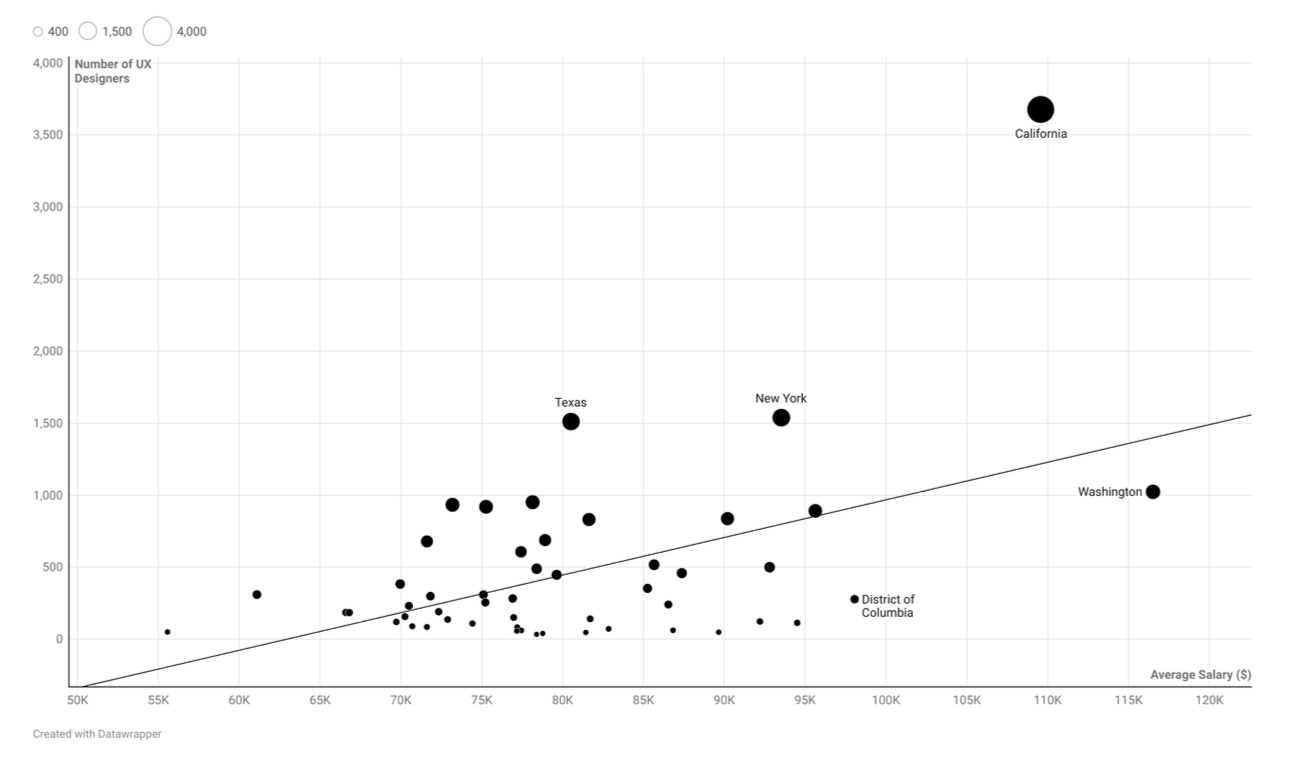 400 1,500 4,000
4,000
Number of UX
Designers
3,500
California
3,000
2,500
2,000
Texas
New York
1,500
1,000
Washington
500
District of
Columbia
0
Average Salary ($)
50K 55K 60K 65K 70K 75K 80K 85K 90K 95K 100K 105K 110K 115K 120K
Created with Datawrapper